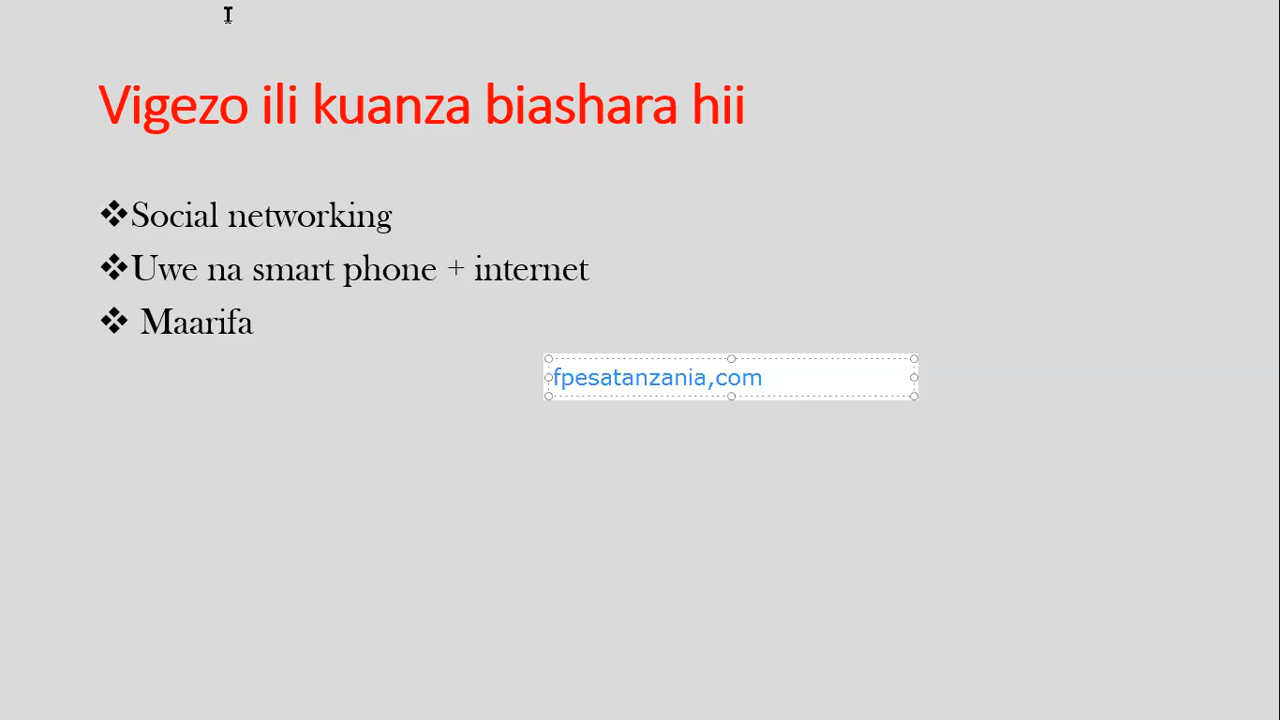 Vigezo ili kuanza biashara hii
❖Social networking
❖Uwe na smart phone + internet
❖ Maarifa
fpesatanzania,com